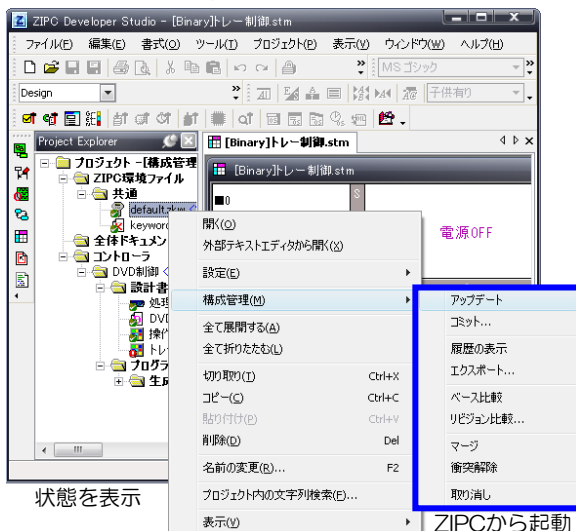 ZIPC Developer Studio - [Binary]トレー制御.stm
ファイル(F) 編集(E) 書式(O) ツール(T) プロジェクト(P) 表示(V) ウィンドウ(W) ヘルプ(H)
MS ゴシック
Design
子供有り
Project Explorer
[Binary]トレー制御.stm
プロジェクト -[構成管理
[Binary]トレー制御.stm
ZIPC環境ファイル
共通
0
S
default.zkw
keyword
電源OFF
全体ドキュメン
コントローラ
DVD制御
設計書
処理
DVD
操作
トレ
プログラ
生成
開く(O)
外部テキストエディタから開く(X)
設定(E)
構成管理(M)
全て展開する(A)
全て折りたたむ(L)
切り取り(T) Ctrl+X
コピー(C) Ctrl+C
貼り付け(P) Ctrl+V
削除(D) Del
名前の変更(R)... F2
プロジェクト内の文字列検索(F)...
表示(V)
アップデート
コミット...
履歴の表示
エクスポート...
ベース比較
リビジョン比較...
マージ
衝突解除
取り消し
状態を表示
ZIPCから起動